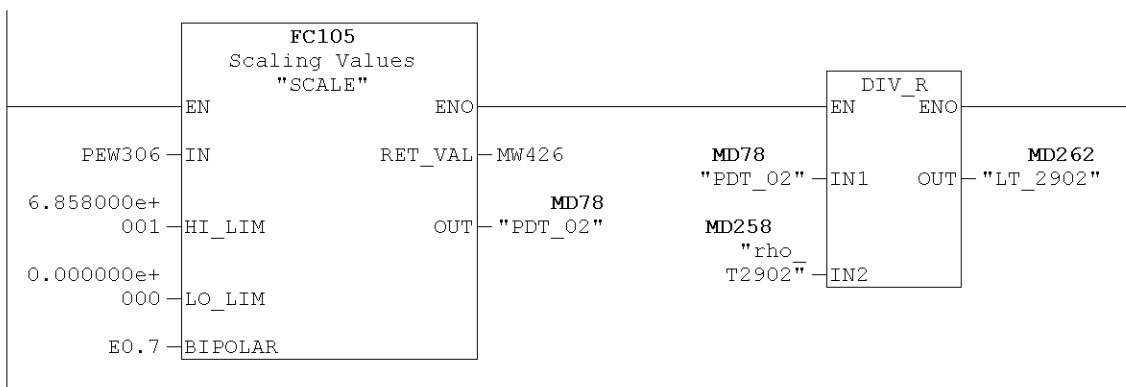 FC105
Scaling Values
"SCALE"
EN
ENO
PEW306
IN
RET_VAL
MW426
6.858000e+
001
HI_LIM
MD78
OUT
"PDT_02"
0.000000e+
000
LO_LIM
E0.7
BIPOLAR
DIV_R
EN
ENO
MD78
"PDT_02"
IN1
MD262
OUT
"LT_2902"
MD258
"rho_
T2902"
IN2